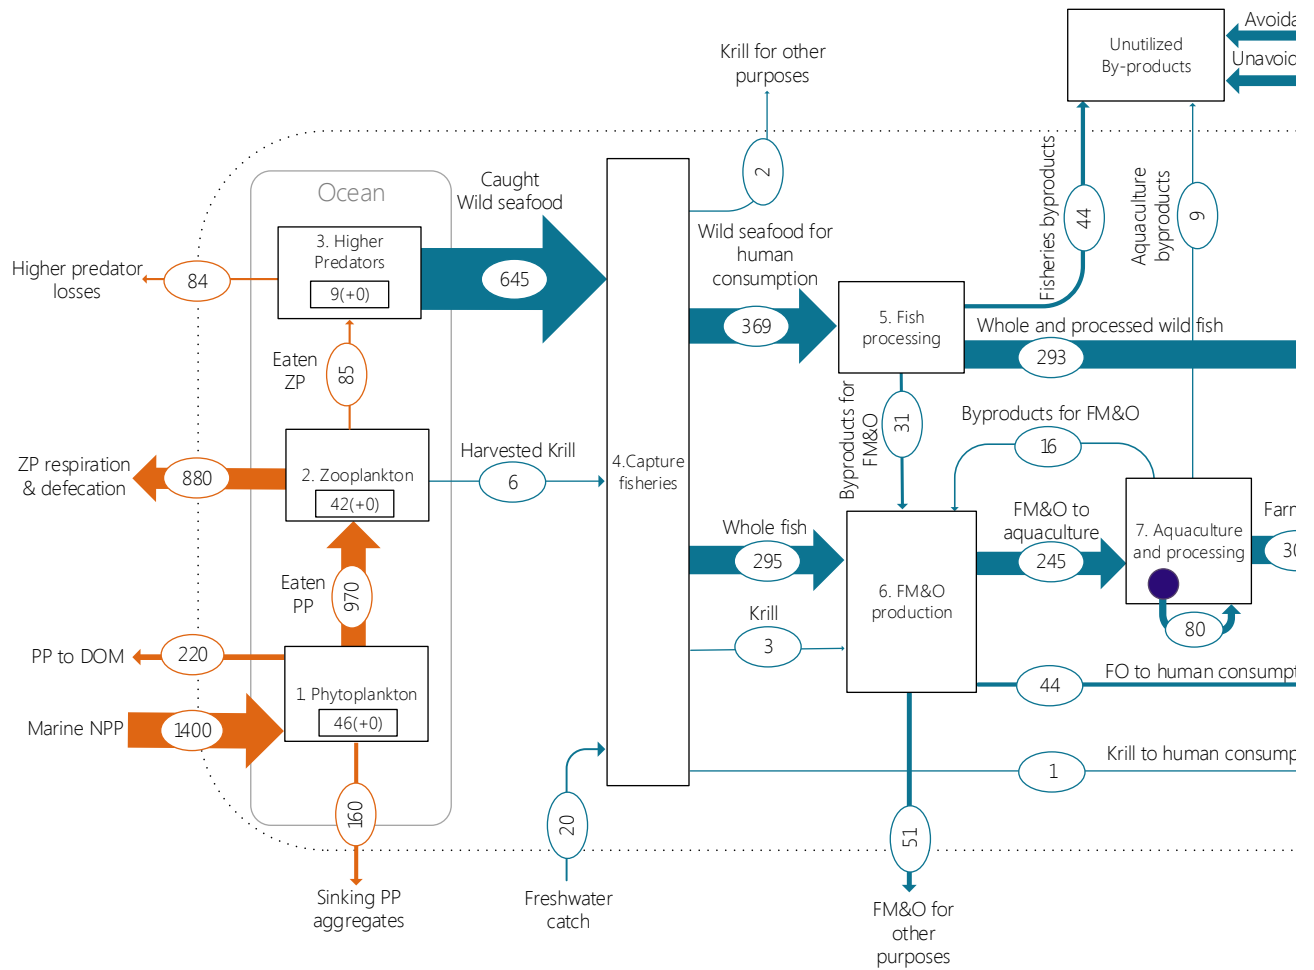 Unutilized
By-products
Avoida
Unavoid
Krill for other
purposes
2
Fisheries byproducts
44
Aquaculture
byproducts
9
Ocean
Caught
Wild seafood
645
3. Higher
Predators
9(+0)
Higher predator
losses
84
Wild seafood for
human
consumption
369
5. Fish
processing
Whole and processed wild fish
293
Eaten
ZP
85
Byproducts for
FM&O
31
Byproducts for FM&O
16
ZP respiration
& defecation
880
2. Zooplankton
42(+0)
Harvested Krill
6
4.Capture
fisheries
Whole fish
295
FM&O to
aquaculture
245
7. Aquaculture
and processing
80
Farm
30
Eaten
PP
970
6. FM&O
production
Krill
3
PP to DOM
220
1. Phytoplankton
46(+0)
Marine NPP
1400
FO to human consumpt
44
Krill to human consump
1
160
Sinking PP
aggregates
20
Freshwater
catch
51
FM&O for
other
purposes